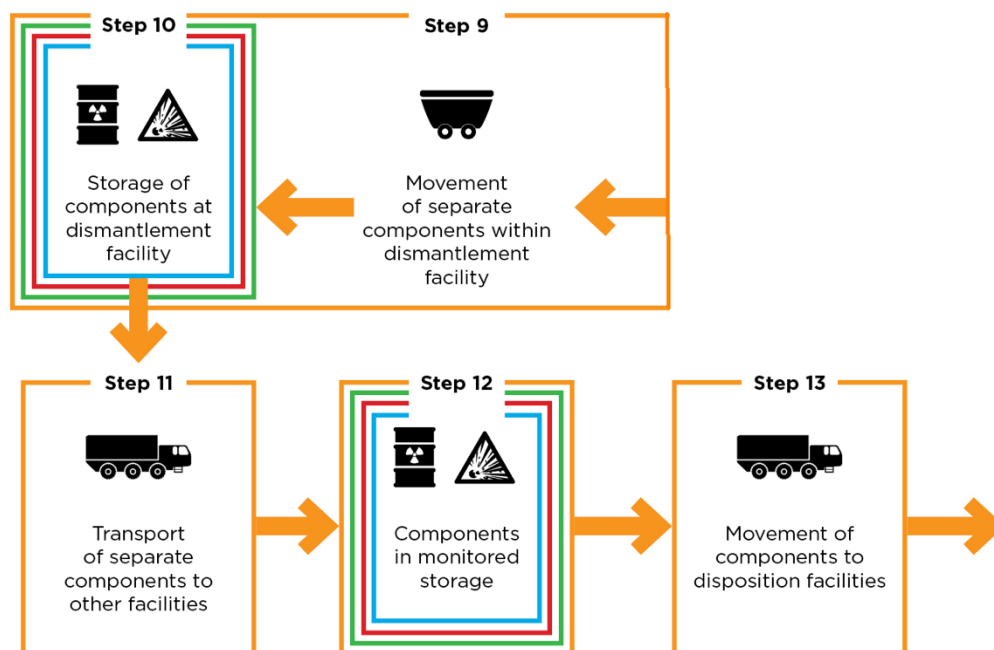 Step 10
Storage of
components at
dismantlement
facility
Step 9
Movement
of separate
components within
dismantlement
facility
Step 11
Transport
of separate
components to
other facilities
Step 12
Components
in monitored
storage
Step 13
Movement of
components to
disposition facilities